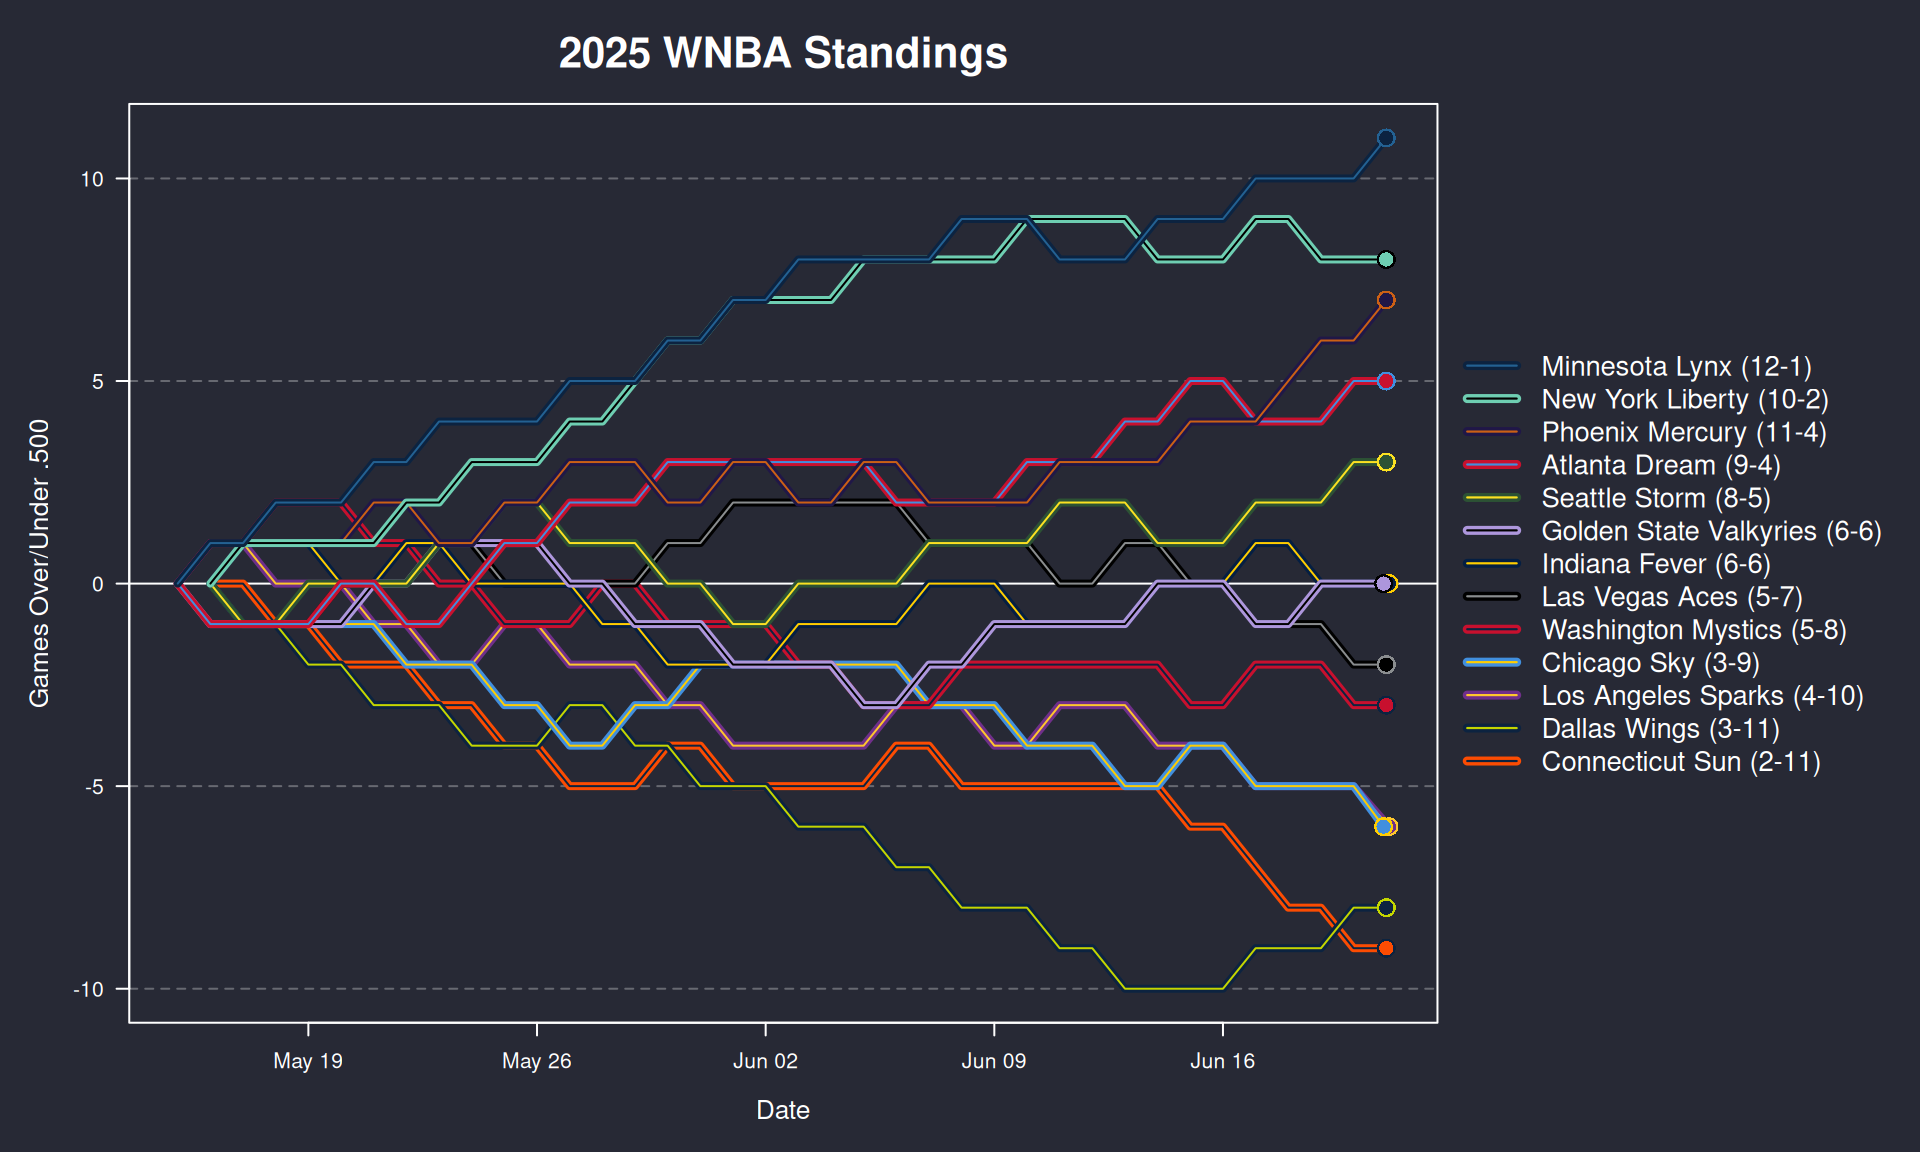 2025 WNBA Standings
Games Over/Under .500
10
5
0
-5
-10
May 19
May 26
Jun 02
Jun 09
Jun 16
Date
Minnesota Lynx (12-1)
New York Liberty (10-2)
Phoenix Mercury (11-4)
Atlanta Dream (9-4)
Seattle Storm (8-5)
Golden State Valkyries (6-6)
Indiana Fever (6-6)
Las Vegas Aces (5-7)
Washington Mystics (5-8)
Chicago Sky (3-9)
Los Angeles Sparks (4-10)
Dallas Wings (3-11)
Connecticut Sun (2-11)